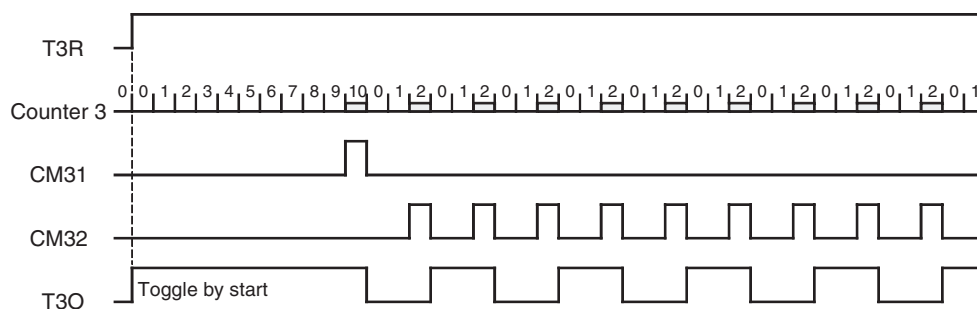 T3R
0 0 1 2 3 4 5 6 7 8 9 10 0 1 2 0 1 2 0 1 2 0 1 2 0 1 2 0 1 2 0 1 2 0 1 2 0 1 2 0 1
Counter 3
CM31
CM32
Toggle by start
T3O